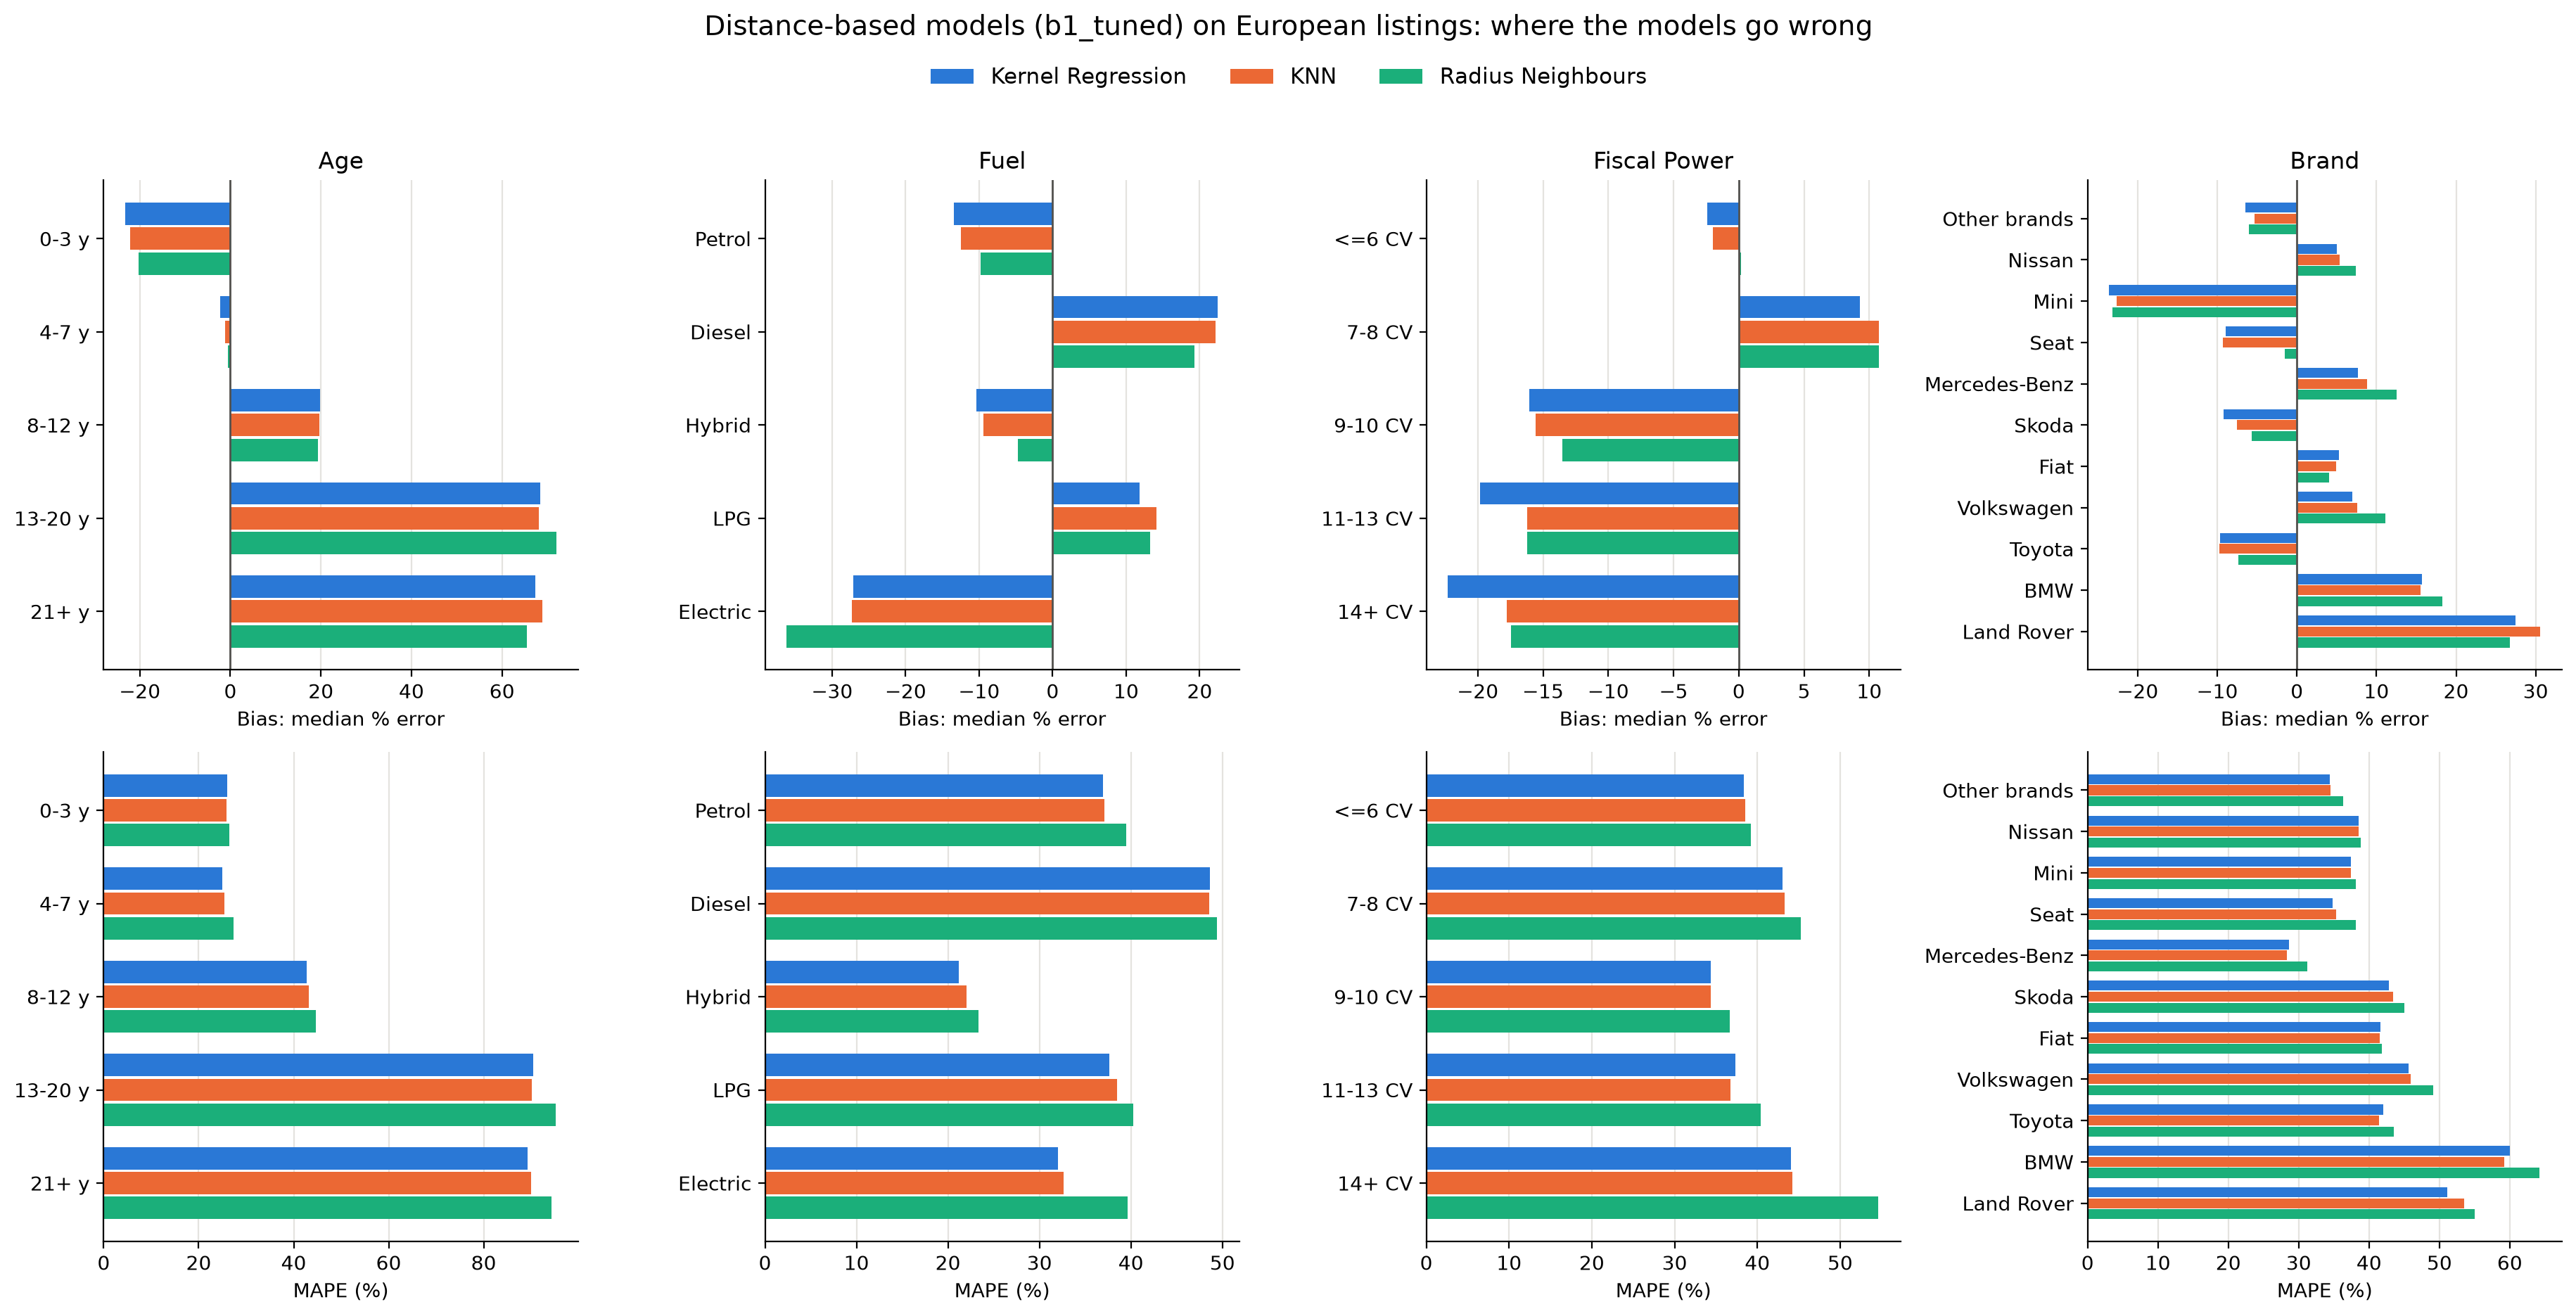 Distance-based models (b1_tuned) on European listings: where the models go wrong
Kernel Regression KNN Radius Neighbours
Age
0-3 y
4-7 y
8-12 y
13-20 y
21+ y
−20 0 20 40 60
Bias: median % error
Fuel
Petrol
Diesel
Hybrid
LPG
Electric
−30 −20 −10 0 10 20
Bias: median % error
Fiscal Power
<=6 CV
7-8 CV
9-10 CV
11-13 CV
14+ CV
−20 −15 −10 −5 0 5 10
Bias: median % error
Brand
Other brands
Nissan
Mini
Seat
Mercedes-Benz
Skoda
Fiat
Volkswagen
Toyota
BMW
Land Rover
−20 −10 0 10 20 30
Bias: median % error
0-3 y
4-7 y
8-12 y
13-20 y
21+ y
0 20 40 60 80
MAPE (%)
Petrol
Diesel
Hybrid
LPG
Electric
0 10 20 30 40 50
MAPE (%)
<=6 CV
7-8 CV
9-10 CV
11-13 CV
14+ CV
0 10 20 30 40 50
MAPE (%)
Other brands
Nissan
Mini
Seat
Mercedes-Benz
Skoda
Fiat
Volkswagen
Toyota
BMW
Land Rover
0 10 20 30 40 50 60
MAPE (%)